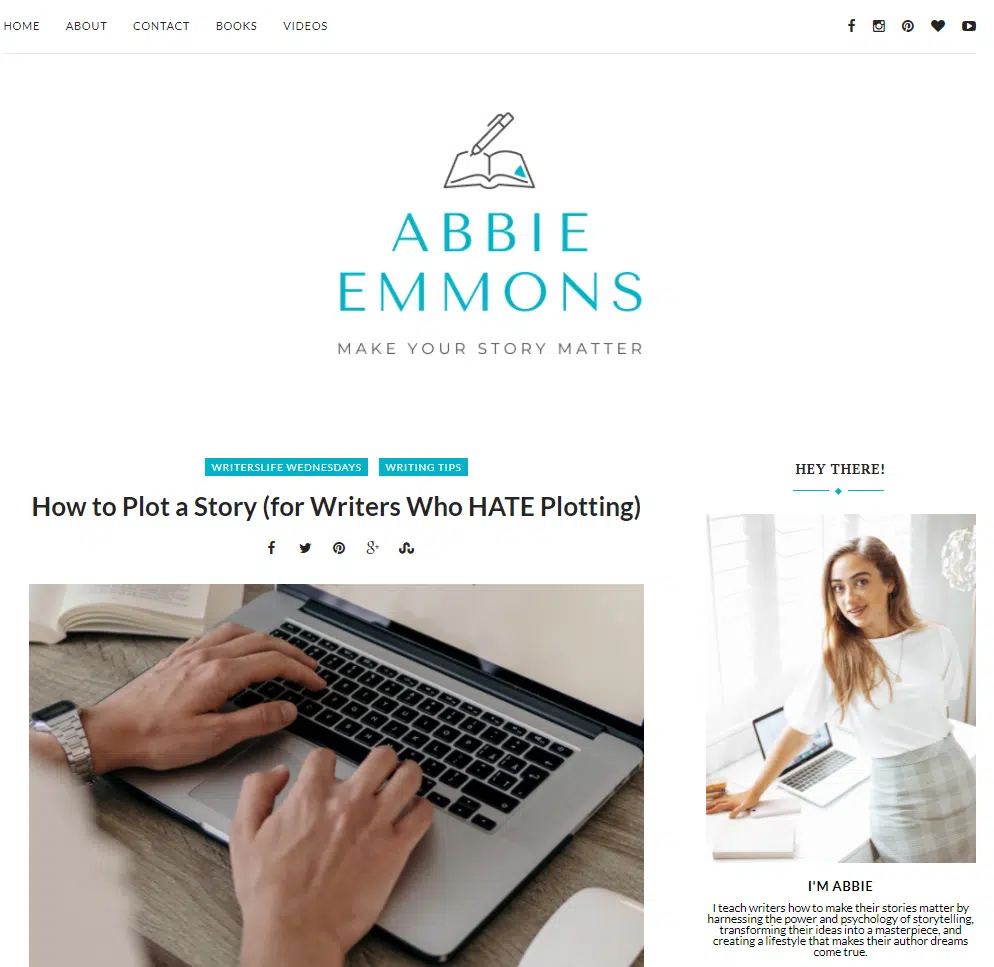 HOME ABOUT CONTACT BOOKS VIDEOS
ABBIE
EMMONS
MAKE YOUR STORY MATTER
WRITERSLIFE WEDNESDAYS WRITING TIPS
How to Plot a Story (for Writers Who HATE Plotting)
HEY THERE!
I'M ABBIE
I teach writers how to make their stories matter by
harnessing the power and psychology of storytelling,
transforming their ideas into a masterpiece, and
creating a lifestyle that makes their author dreams
come true.